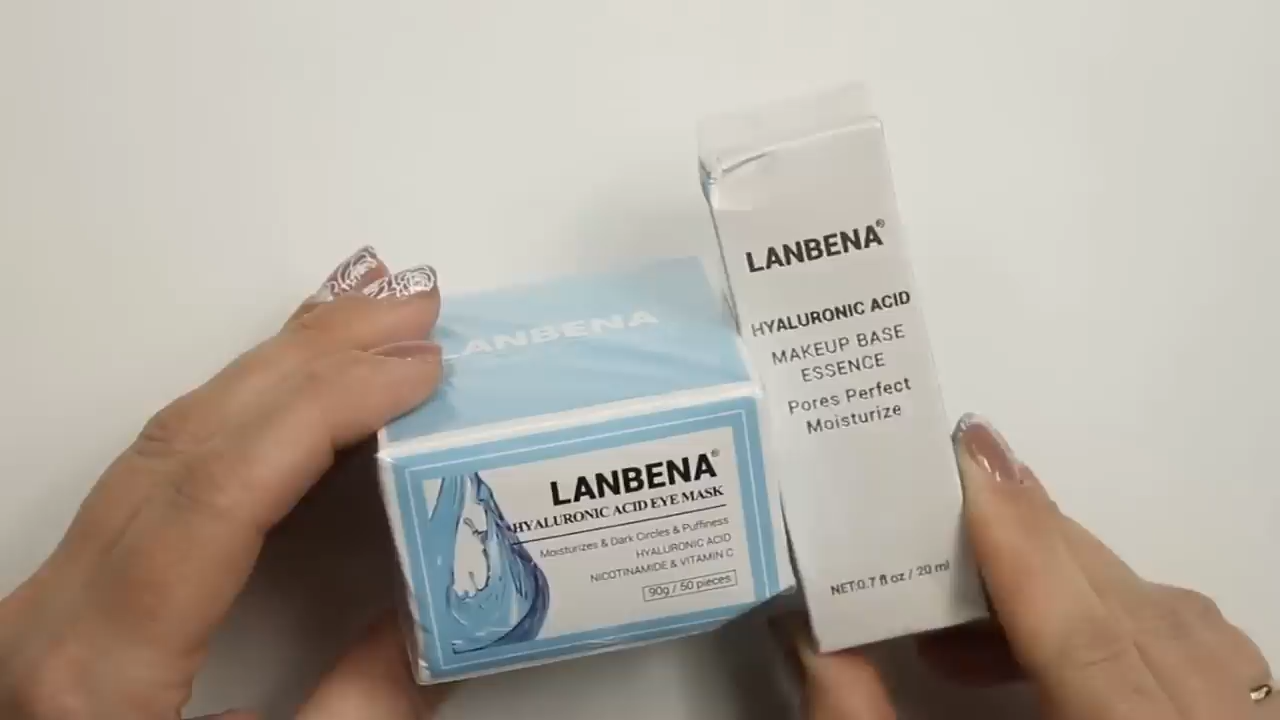 LANBENA
LANBENA®
HYALURONIC ACID EYE MASK
Moisturizes & Dark Circles & Puffiness
HYALURONIC ACID
NICOTINAMIDE & VITAMIN C
90g / 50 pieces
LANBENA®
HYALURONIC ACID
MAKEUP BASE
ESSENCE
Pores Perfect
Moisturize
NET:0.7 fl oz / 20 ml